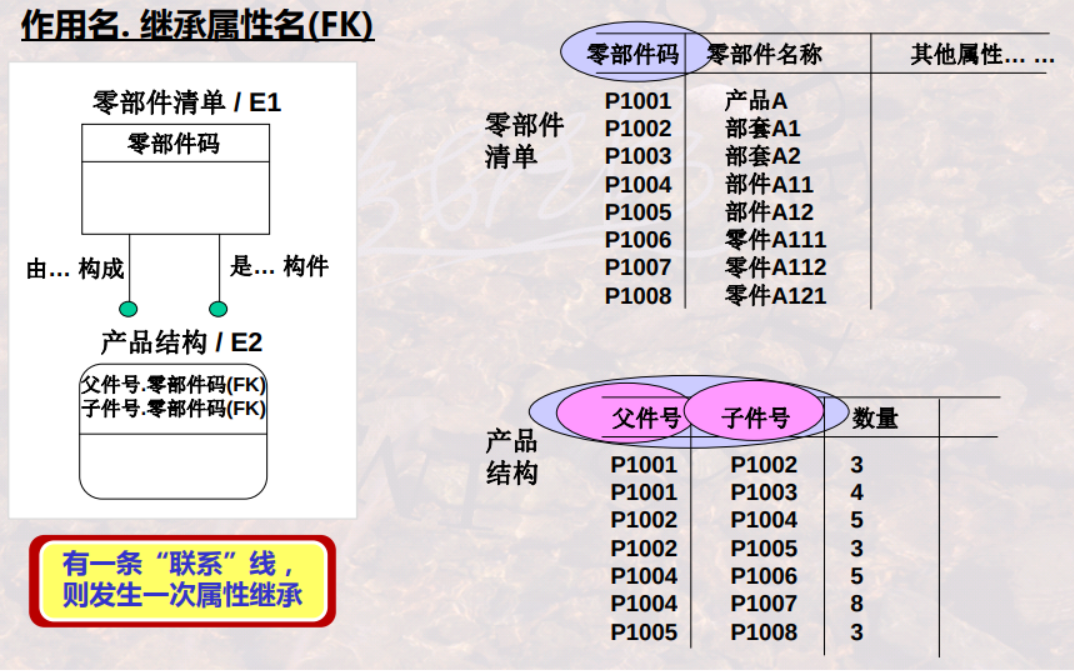 作用名. 继承属性名(FK)
零部件清单 / E1
零部件码
由... 构成
是... 构件
产品结构 / E2
父件号.零部件码(FK)
子件号.零部件码(FK)
有一条“联系”线，
则发生一次属性继承
零部件
清单
零部件码 零部件名称 其他属性... ...
P1001 产品A
P1002 部套A1
P1003 部套A2
P1004 部件A11
P1005 部件A12
P1006 零件A111
P1007 零件A112
P1008 零件A121
产品
结构
父件号 子件号 数量
P1001 P1002 3
P1001 P1003 4
P1002 P1004 5
P1002 P1005 3
P1004 P1006 5
P1004 P1007 8
P1005 P1008 3